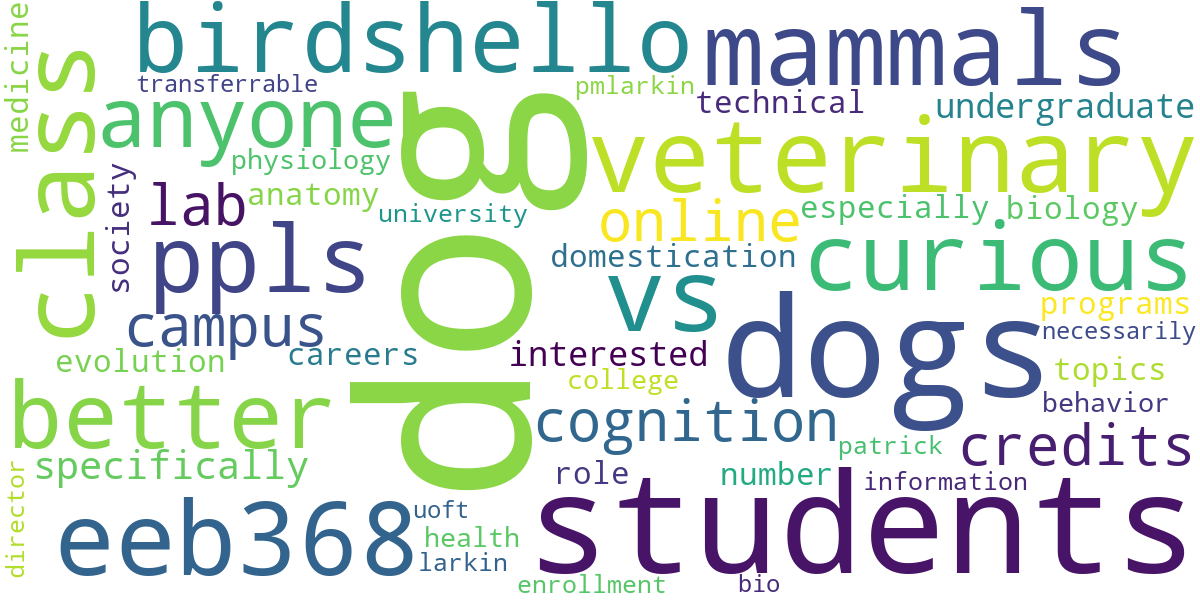 medicine
class
birdshello
mammals
transferrable
anyone
pmlarkin
technical
undergraduate
physiology
veterinary
society
lab
anatomy
university
dog
online
especially
biology
ppls
domestication
curious
vs
campus
programs
evolution
careers
interested
dogs
necessarily
college
topics
better
cognition
behavior
specifically
role
number
patrick
credits
director
eeb368
uoft
information
health
students
larkin
enrollment
bio